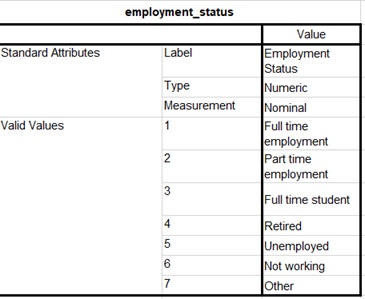 employment_status
Value
Standard Attributes Label Employment
Status
Type Numeric
Measurement Nominal
Valid Values 1 Full time
employment
2 Part time
employment
3 Full time student
4 Retired
5 Unemployed
6 Not working
7 Other